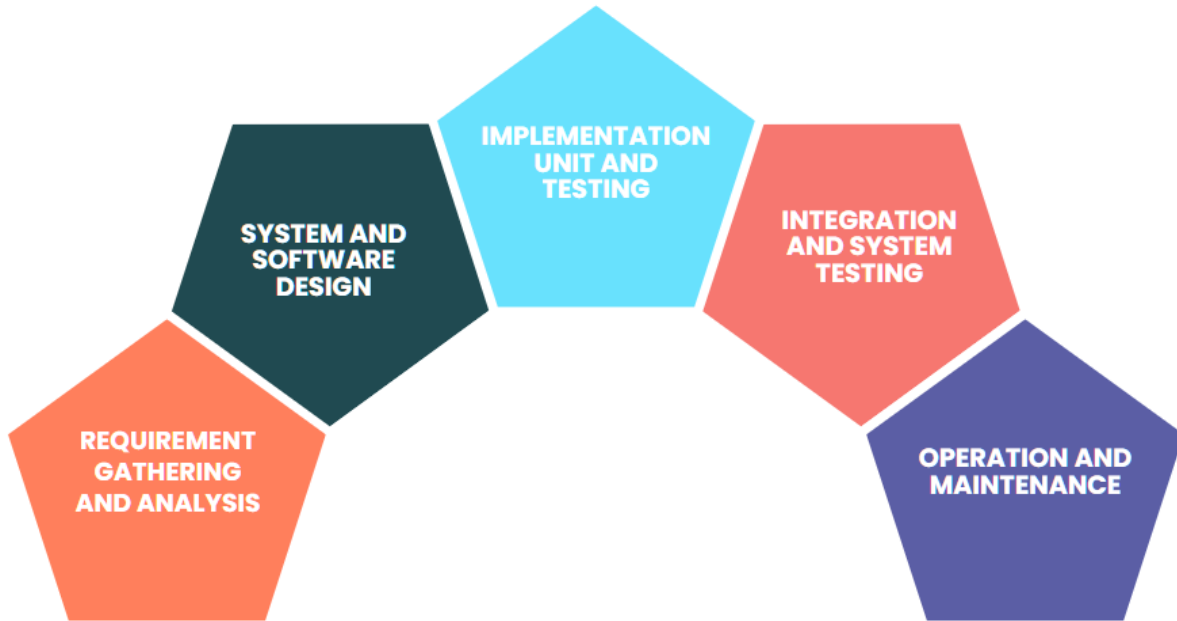 REQUIREMENT
GATHERING
AND ANALYSIS
SYSTEM AND
SOFTWARE
DESIGN
IMPLEMENTATION
UNIT AND
TESTING
INTEGRATION
AND SYSTEM
TESTING
OPERATION AND
MAINTENANCE